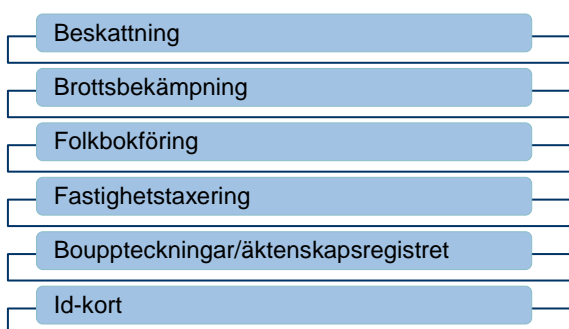 Beskattning
Brottsbekämpning
Folkbokföring
Fastighetstaxering
Bouppteckningar/äktenskapsregistret
Id-kort